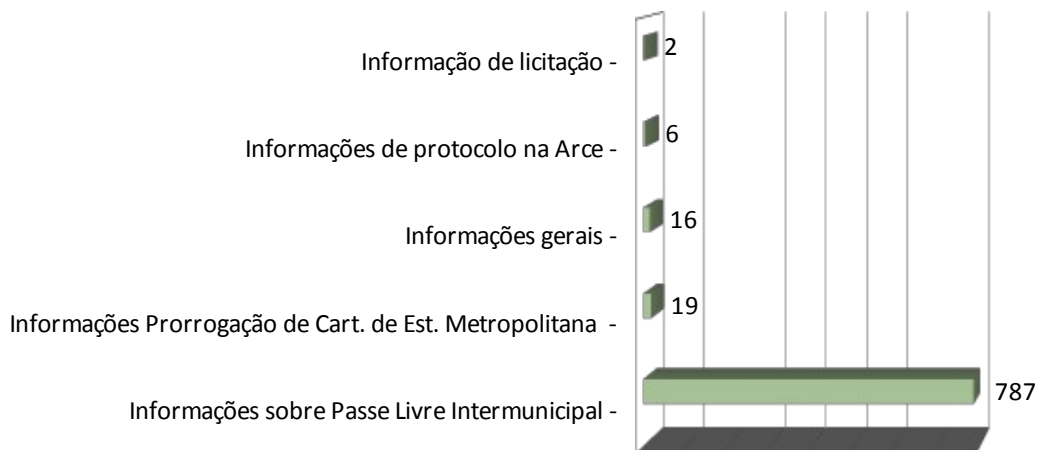 Informação de licitação - 2
Informações de protocolo na Arce - 6
Informações gerais - 16
Informações Prorrogação de Cart. de Est. Metropolitana - 19
Informações sobre Passe Livre Intermunicipal - 787